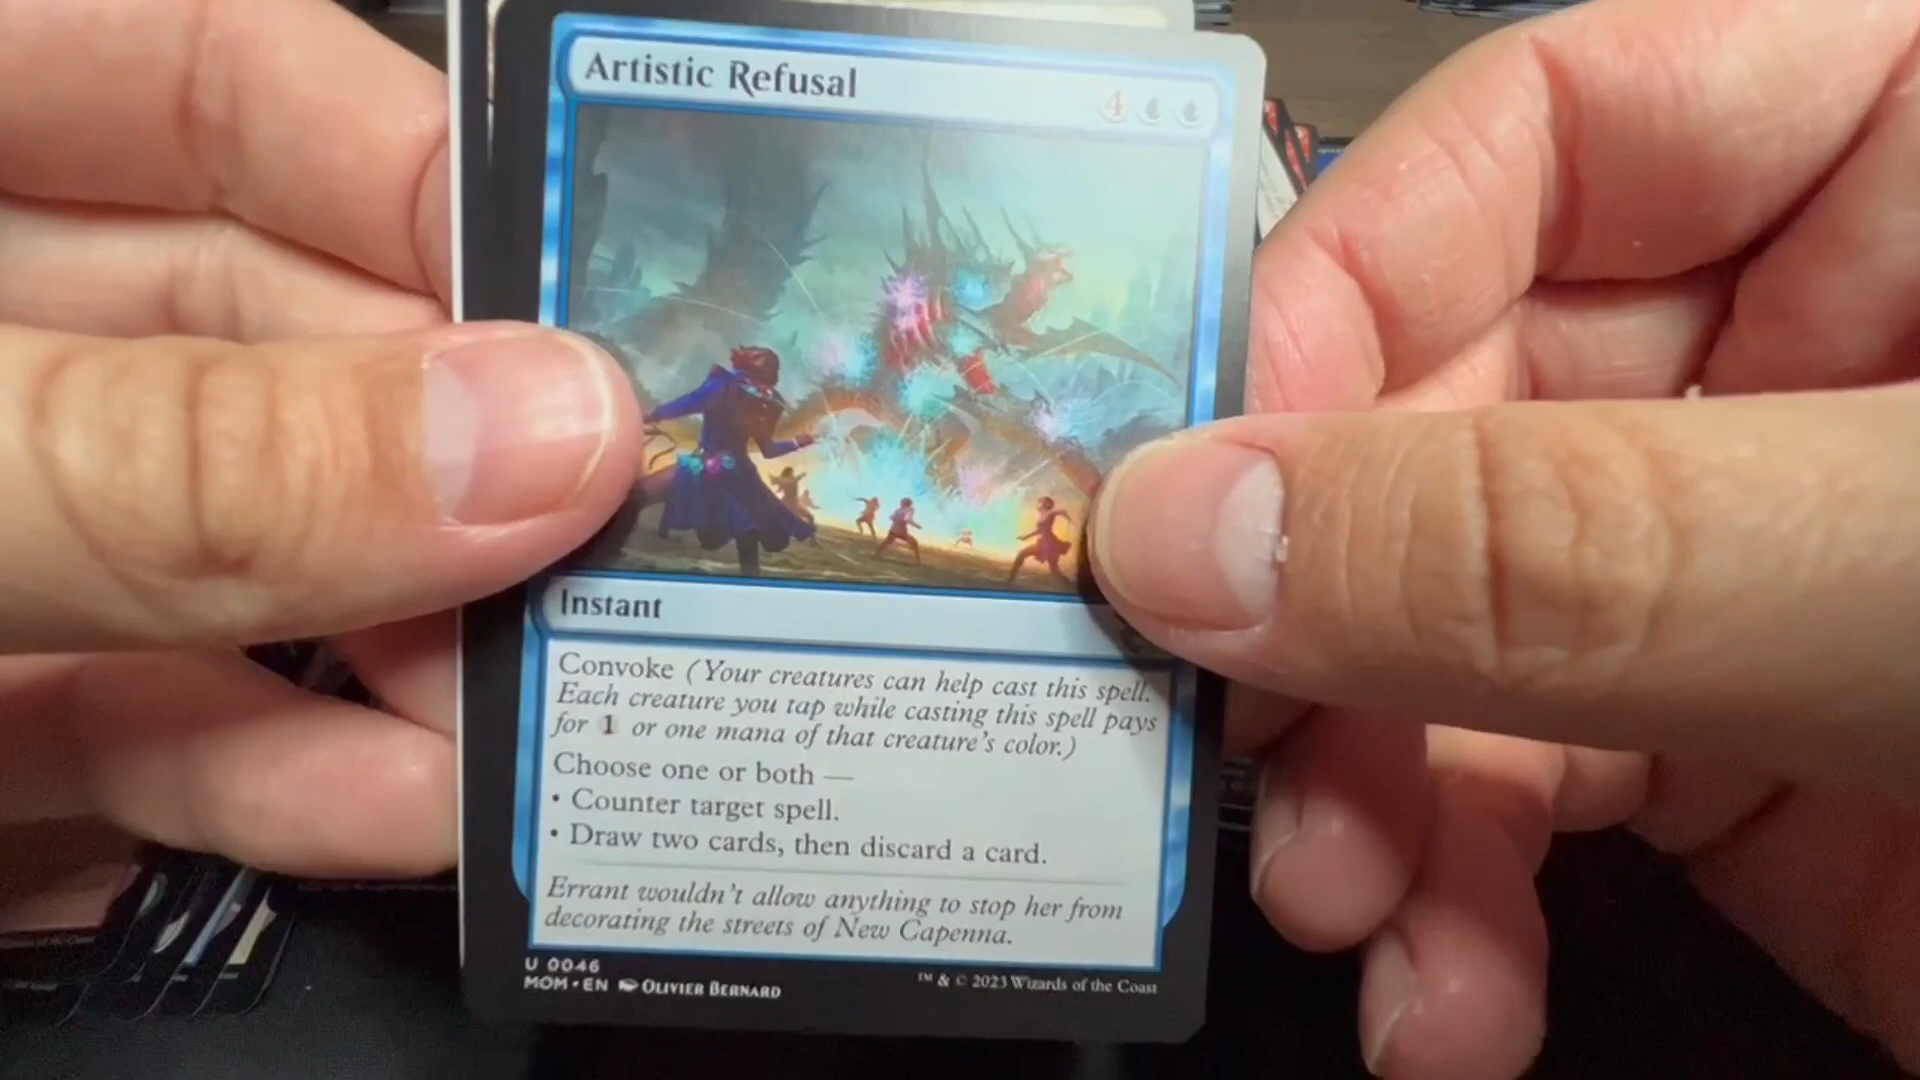 Artistic Refusal
4
Instant
Convoke (Your creatures can help cast this spell.
Each creature you tap while casting this spell pays
for 1 or one mana of that creature's color.)
Choose one or both —
• Counter target spell.
• Draw two cards, then discard a card.
Errant wouldn't allow anything to stop her from
decorating the streets of New Capenna.
U 0046
MOM • EN OLIVIER BERNARD
™ & © 2023 Wizards of the Coast